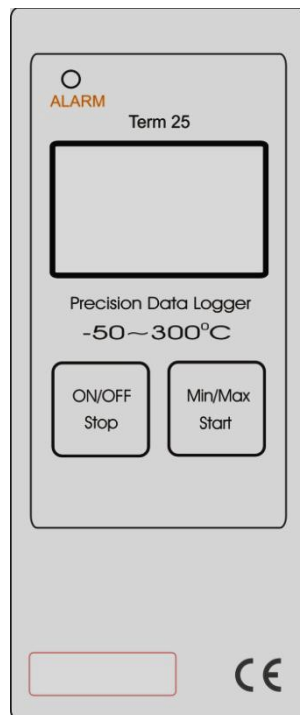 ALARM
Term 25
Precision Data Logger
-50~300°C
ON/OFF
Stop
Min/Max
Start
CE